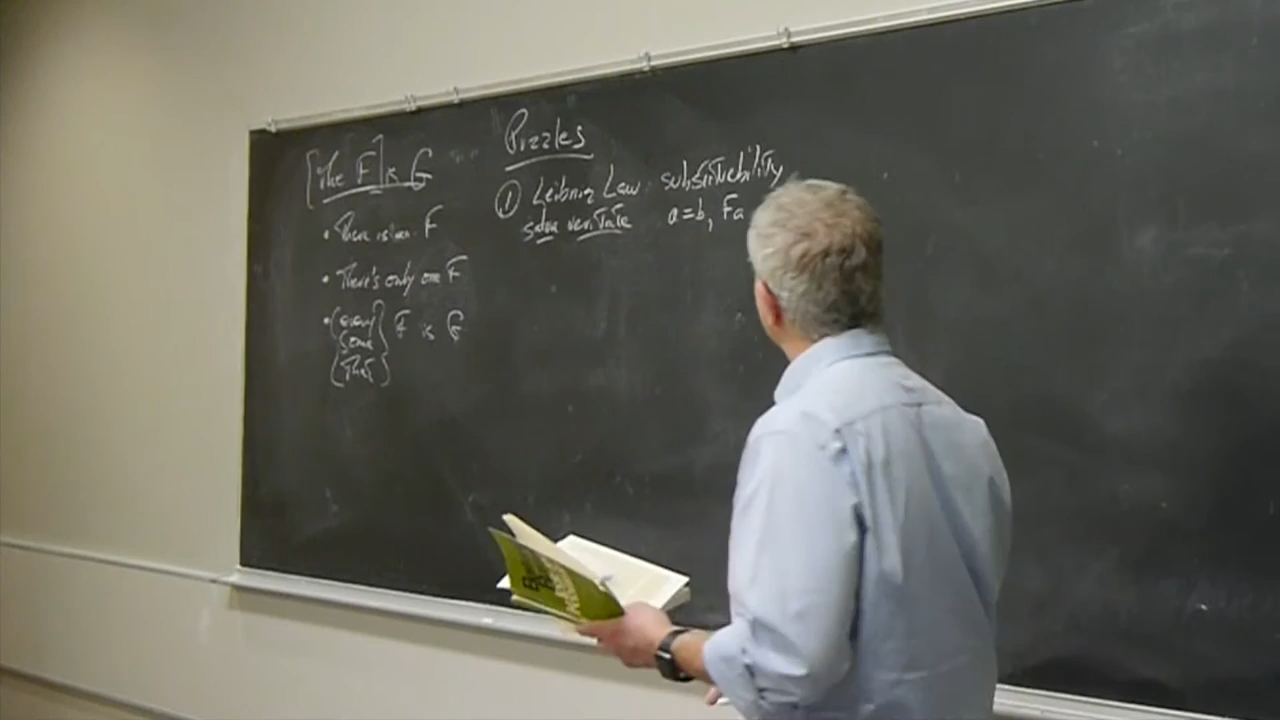 [The F] is G
• There is an F
• There's only one F
• {every} F is G
{some}
{That}
Puzzles
① Leibniz Law substitutability
salva veritate a=b, Fa